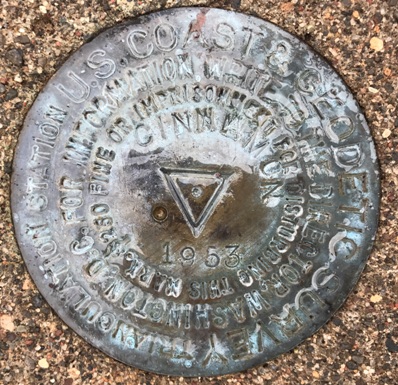 U.S. COAST & GEODETIC SURVEY
TRIANGULATION STATION
FOR INFORMATION WRITE TO THE DIRECTOR, WASHINGTON, D.C.
$250 FINE OR IMPRISONMENT FOR DISTURBING THIS MARK.
CINNAMON
1953